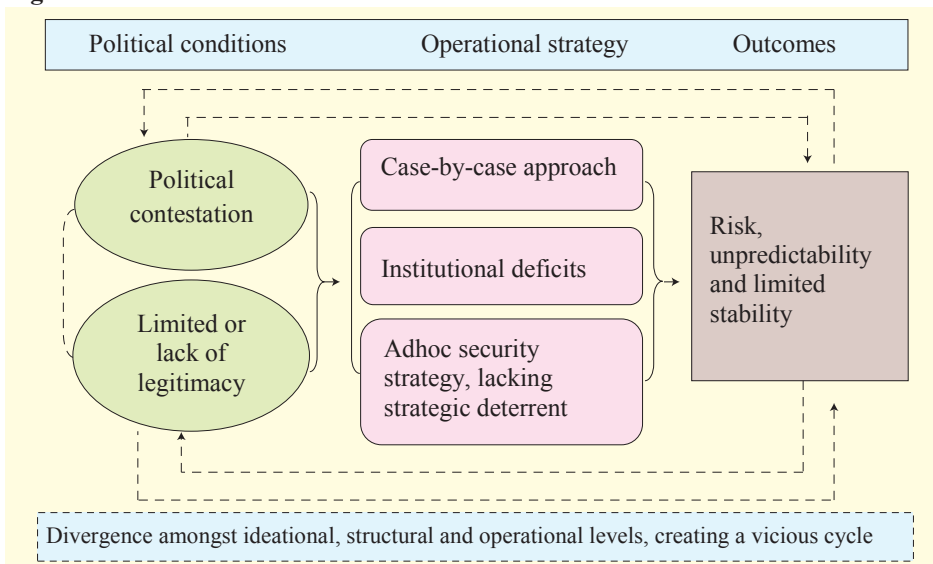 Political conditions Operational strategy Outcomes
Political
contestation
Limited or
lack of
legitimacy
Case-by-case approach
Institutional deficits
Adhoc security
strategy, lacking
strategic deterrent
Risk,
unpredictability
and limited
stability
Divergence amongst ideational, structural and operational levels, creating a vicious cycle